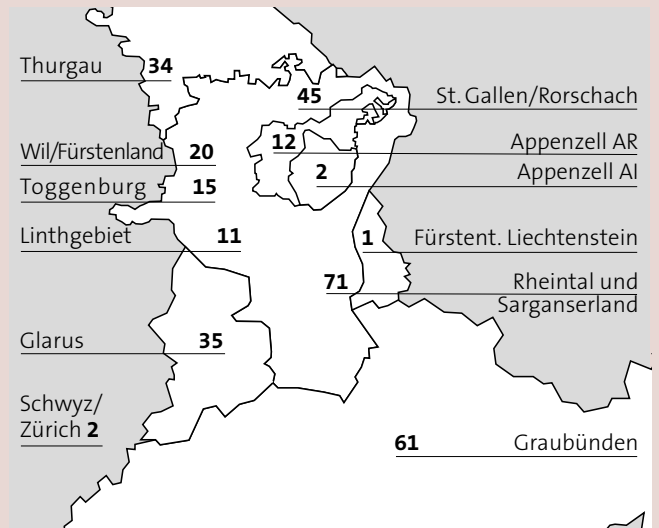 Thurgau 34
45 St. Gallen/Rorschach
12 Appenzell AR
Wil/Fürstenland 20
2 Appenzell AI
Toggenburg 15
Linthgebiet 11
1 Fürstent. Liechtenstein
71 Rheintal und
Sarganserland
Glarus 35
Schwyz/
Zürich 2
61 Graubünden